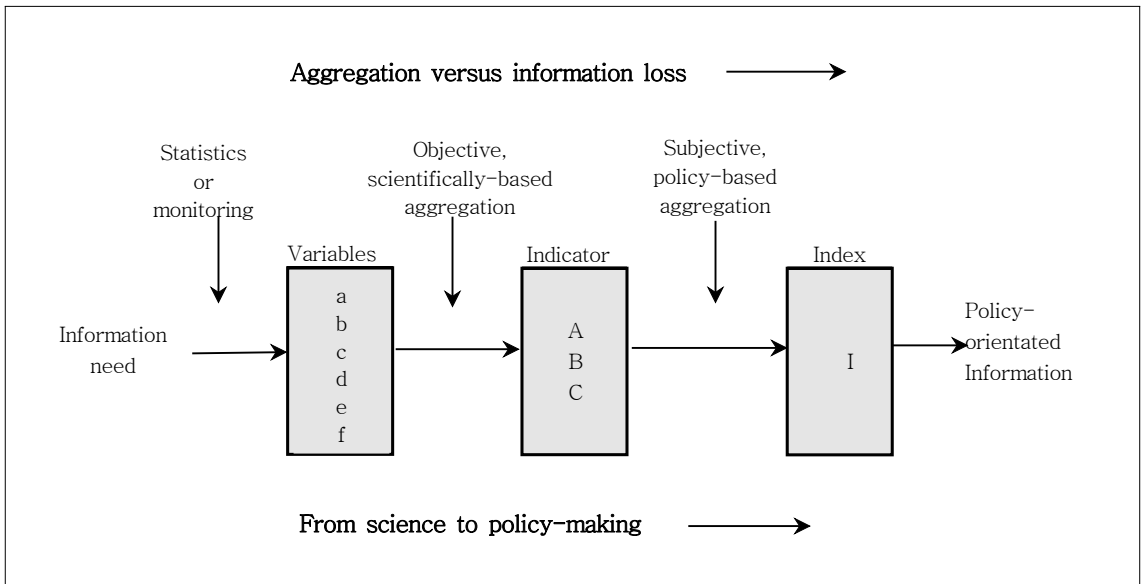 Aggregation versus information loss
Statistics
or
monitoring
Objective,
scientifically-based
aggregation
Subjective,
policy-based
aggregation
Variables
Indicator
Index
Information
need
a
b
c
d
e
f
A
B
C
I
Policy-
orientated
Information
From science to policy-making